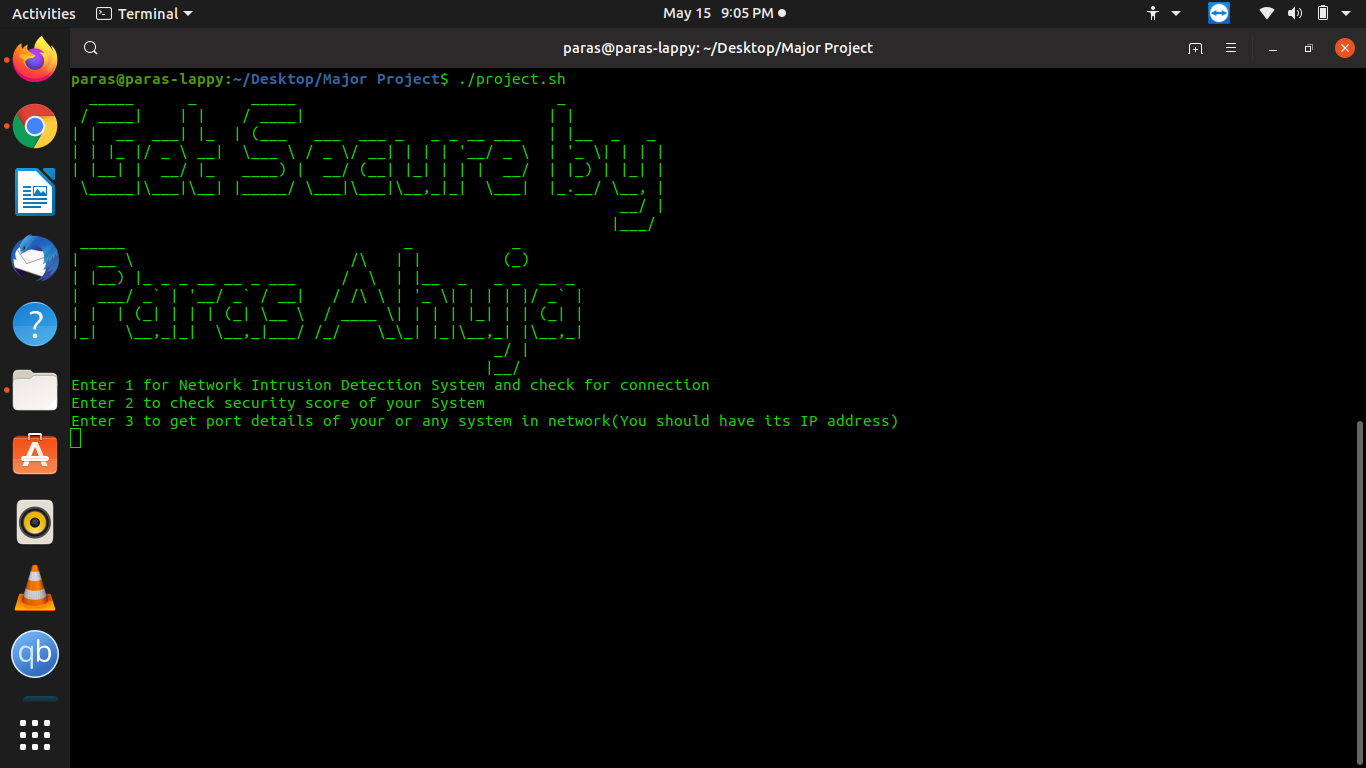 Activities
Terminal
May 15 9:05 PM
paras@paras-lappy: ~/Desktop/Major Project
paras@paras-lappy:~/Desktop/Major Project$ ./project.sh
Get Secure by
Paras Ahuja
Enter 1 for Network Intrusion Detection System and check for connection
Enter 2 to check security score of your System
Enter 3 to get port details of your or any system in network(You should have its IP address)
?
qb